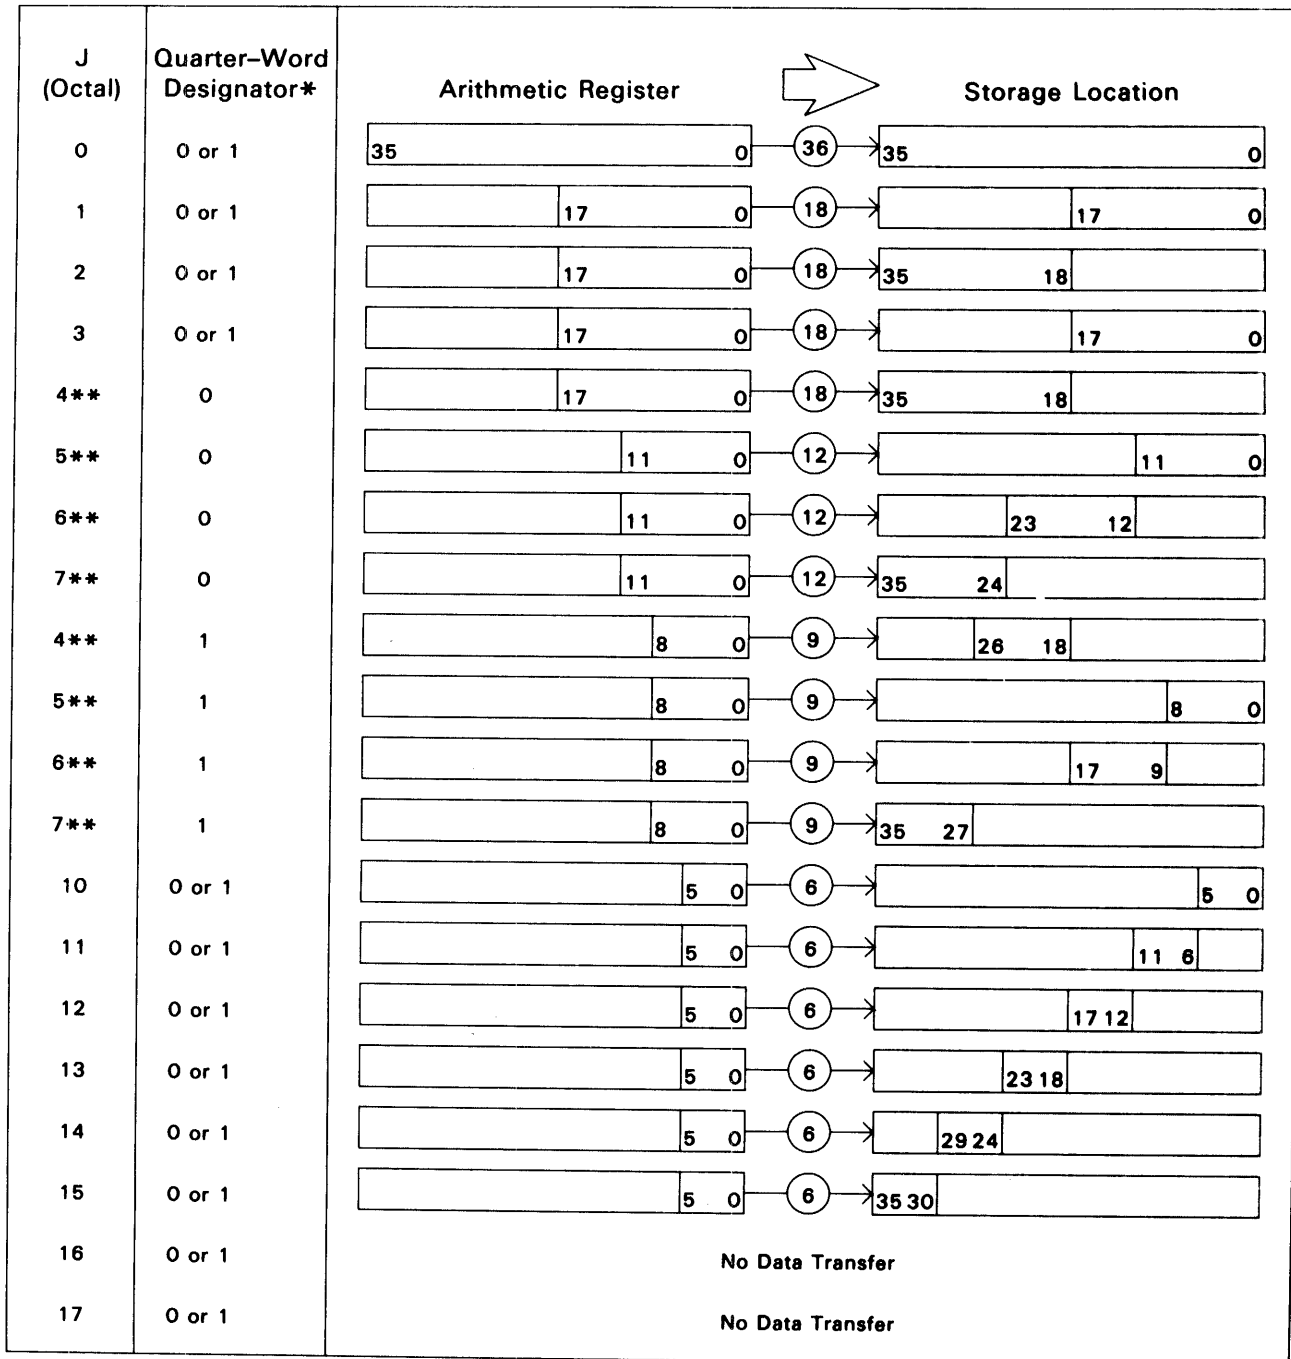 J (Octal) Quarter–Word Designator* Arithmetic Register Storage Location
0 0 or 1 35 0 36 35 0
1 0 or 1 17 0 18 17 0
2 0 or 1 17 0 18 35 18
3 0 or 1 17 0 18 17 0
4** 0 17 0 18 35 18
5** 0 11 0 12 11 0
6** 0 11 0 12 23 12
7** 0 11 0 12 35 24
4** 1 8 0 9 26 18
5** 1 8 0 9 8 0
6** 1 8 0 9 17 9
7** 1 8 0 9 35 27
10 0 or 1 5 0 6 5 0
11 0 or 1 5 0 6 11 6
12 0 or 1 5 0 6 17 12
13 0 or 1 5 0 6 23 18
14 0 or 1 5 0 6 29 24
15 0 or 1 5 0 6 35 30
16 0 or 1 No Data Transfer
17 0 or 1 No Data Transfer